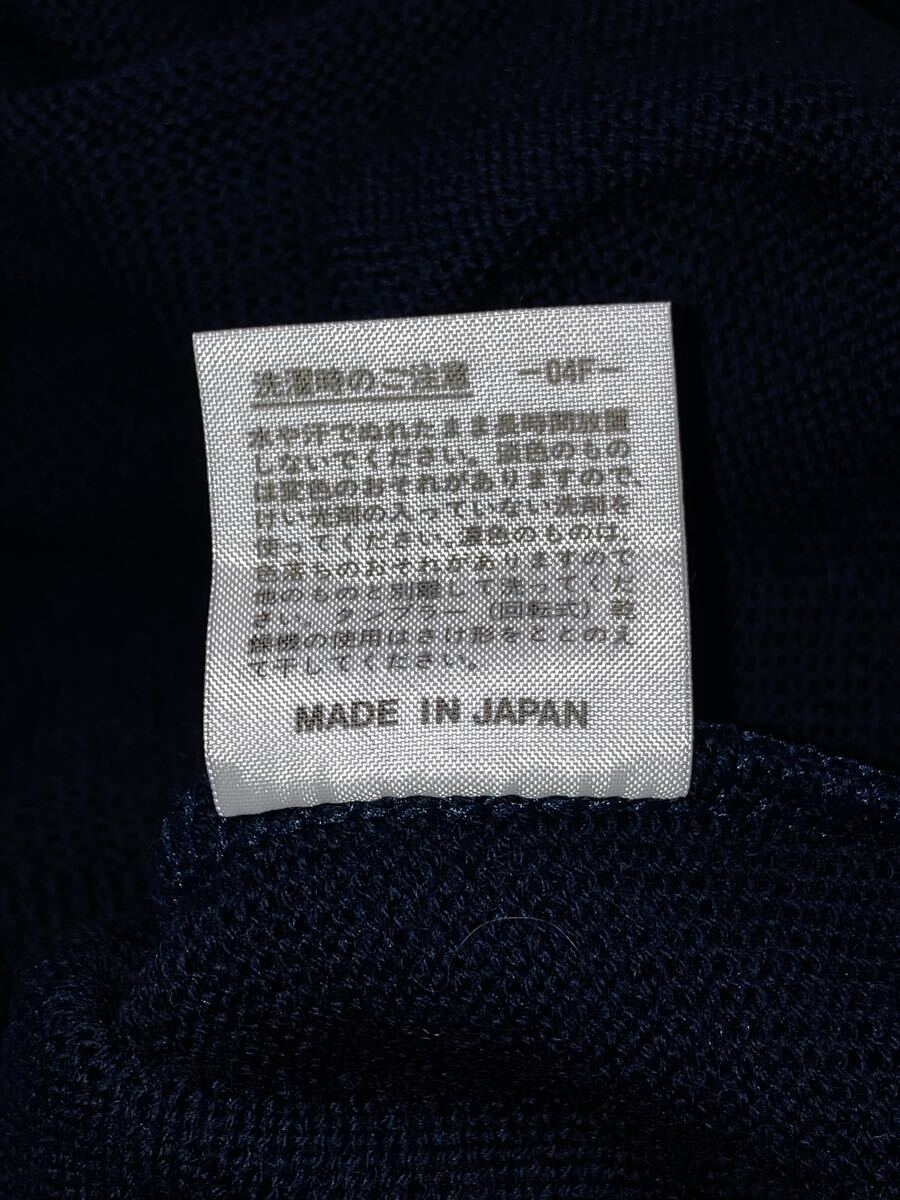 洗濯時のご注意 -04F-
水や汗でぬれたまま長時間放置
しないでください。淡色のもの
は変色のおそれがありますので、
けい光剤の入っていない洗剤を
使ってください。濃色のものは、
色落ちのおそれがありますので
他のものと別離して洗ってくだ
さい。タンブラー(回転式)乾
燥機の使用はさけ形をととのえ
て干してください。
MADE IN JAPAN